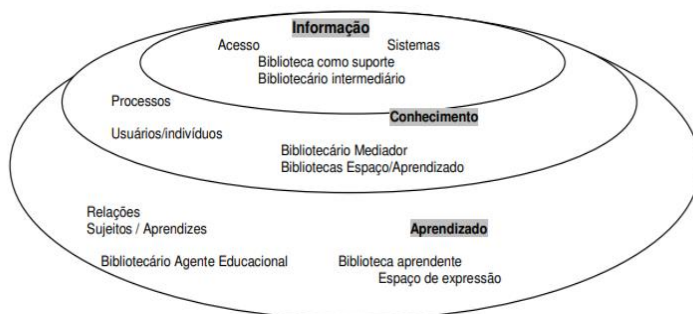 Informação
Acesso Sistemas
Biblioteca como suporte
Bibliotecário intermediário
Processos
Conhecimento
Usuários/indivíduos
Bibliotecário Mediador
Bibliotecas Espaço/Aprendizado
Relações
Sujeitos / Aprendizes Aprendizado
Bibliotecário Agente Educacional Biblioteca aprendente
Espaço de expressão